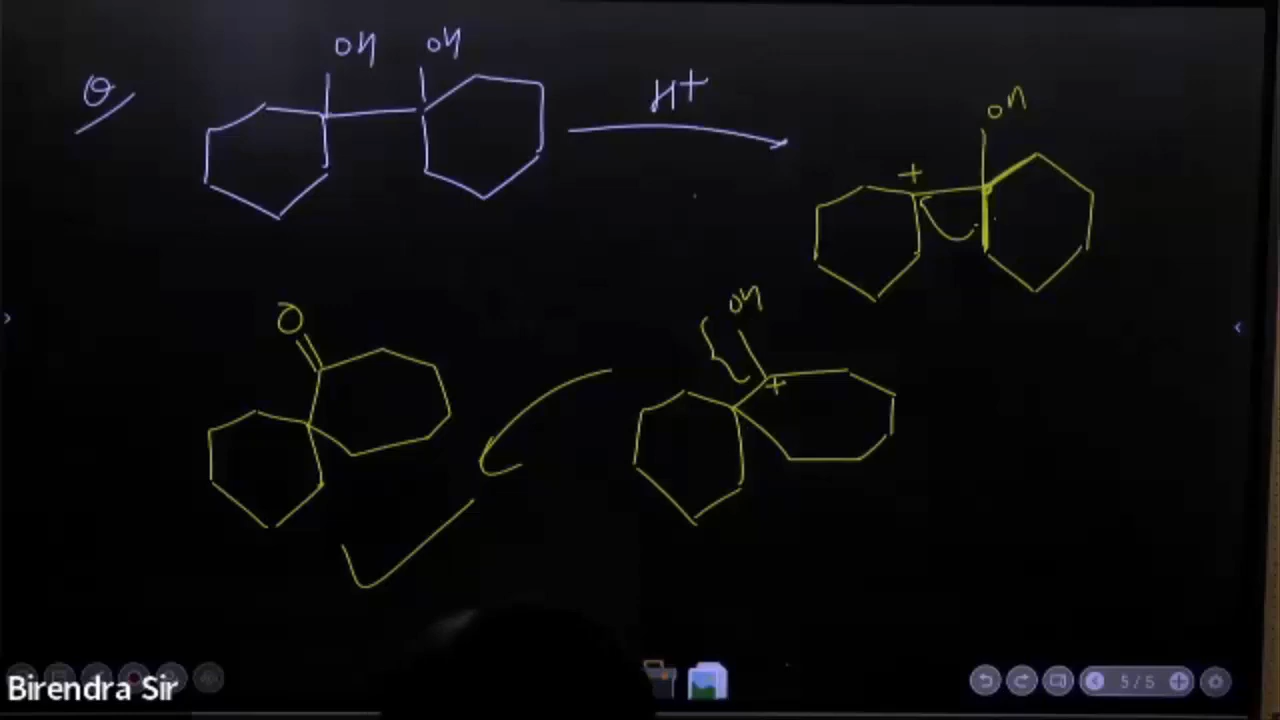 Q
OH OH
H+
+
OH
OH
+
O
Birendra Sir
5/5